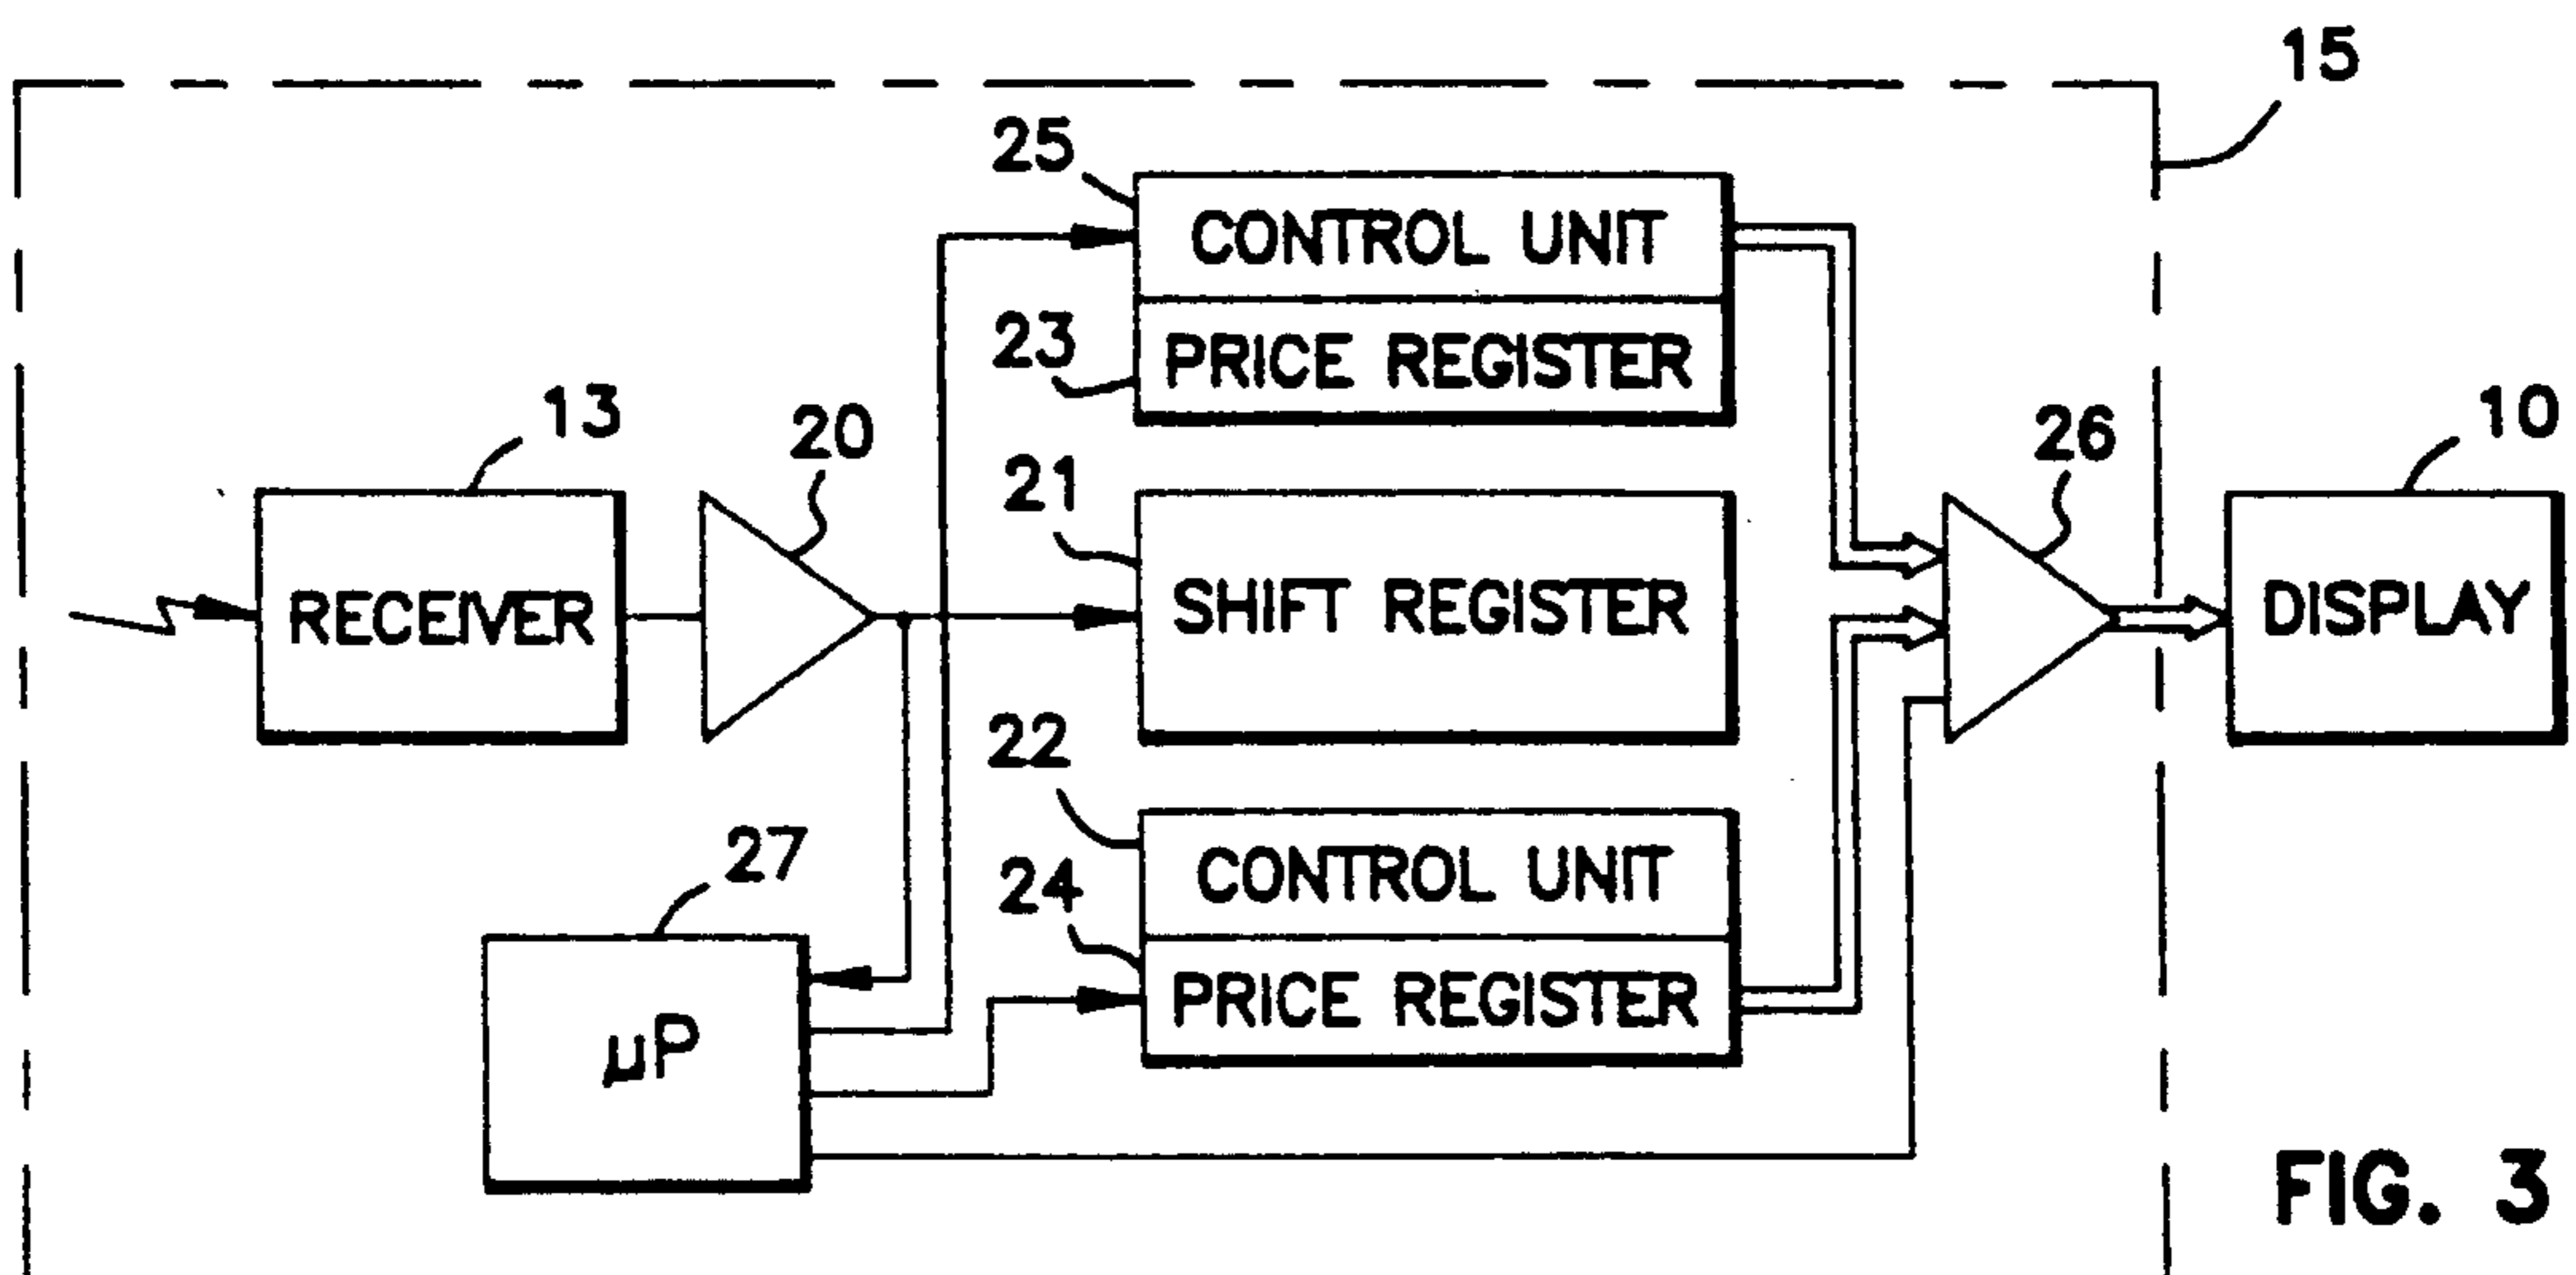 15
25
CONTROL UNIT
23
PRICE REGISTER
13
20
21
26
10
RECEIVER
SHIFT REGISTER
DISPLAY
22
CONTROL UNIT
27
24
PRICE REGISTER
µP
FIG. 3